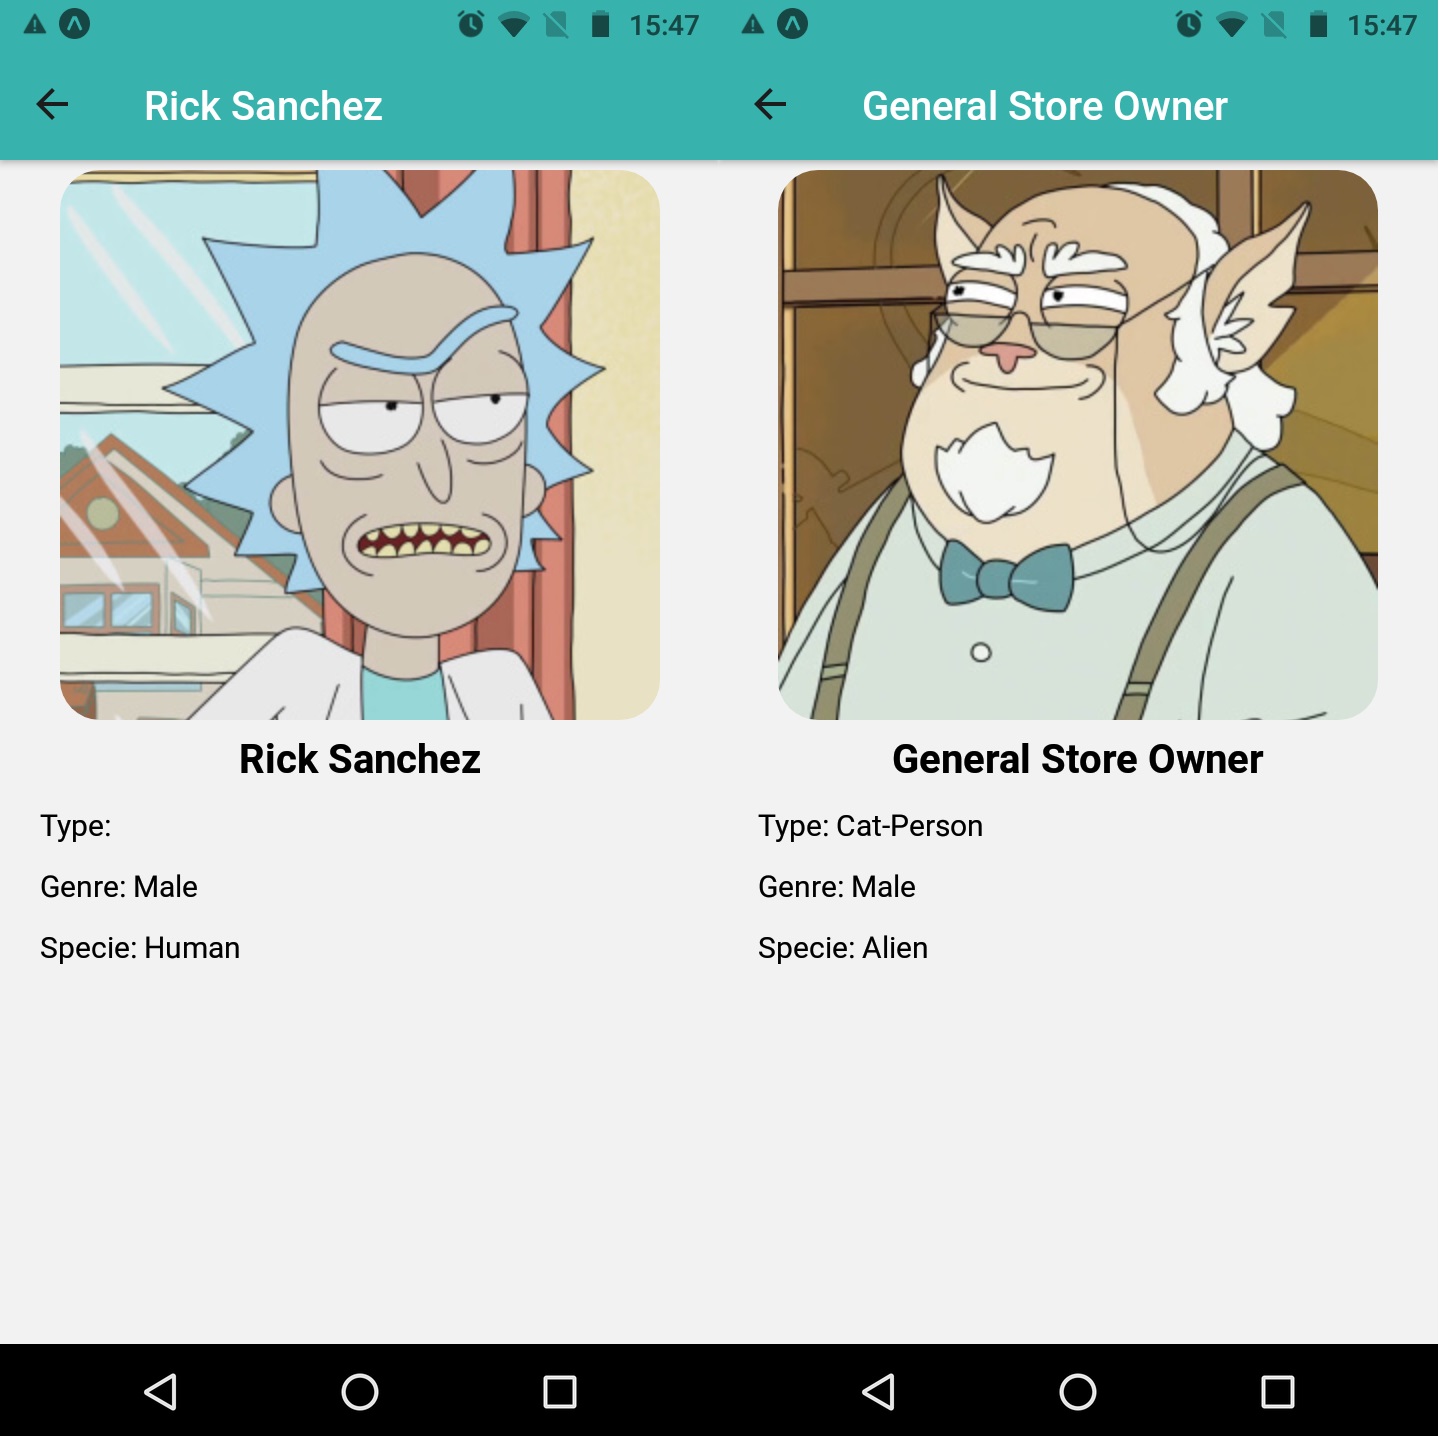 15:47
Rick Sanchez
Rick Sanchez
Type:
Genre: Male
Specie: Human
15:47
General Store Owner
General Store Owner
Type: Cat-Person
Genre: Male
Specie: Alien